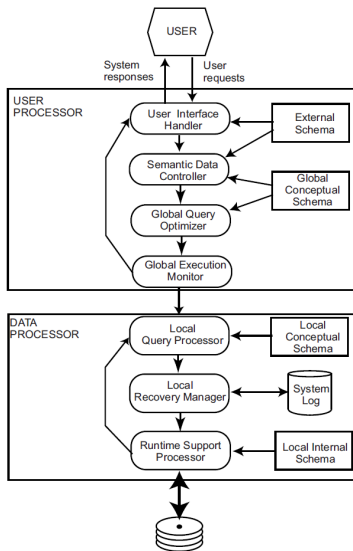 USER
System
responses
User
requests
USER
PROCESSOR
User Interface
Handler
External
Schema
Semantic Data
Controller
Global
Conceptual
Schema
Global Query
Optimizer
Global Execution
Monitor
DATA
PROCESSOR
Local
Query Processor
Local
Conceptual
Schema
Local
Recovery Manager
System
Log
Runtime Support
Processor
Local Internal
Schema